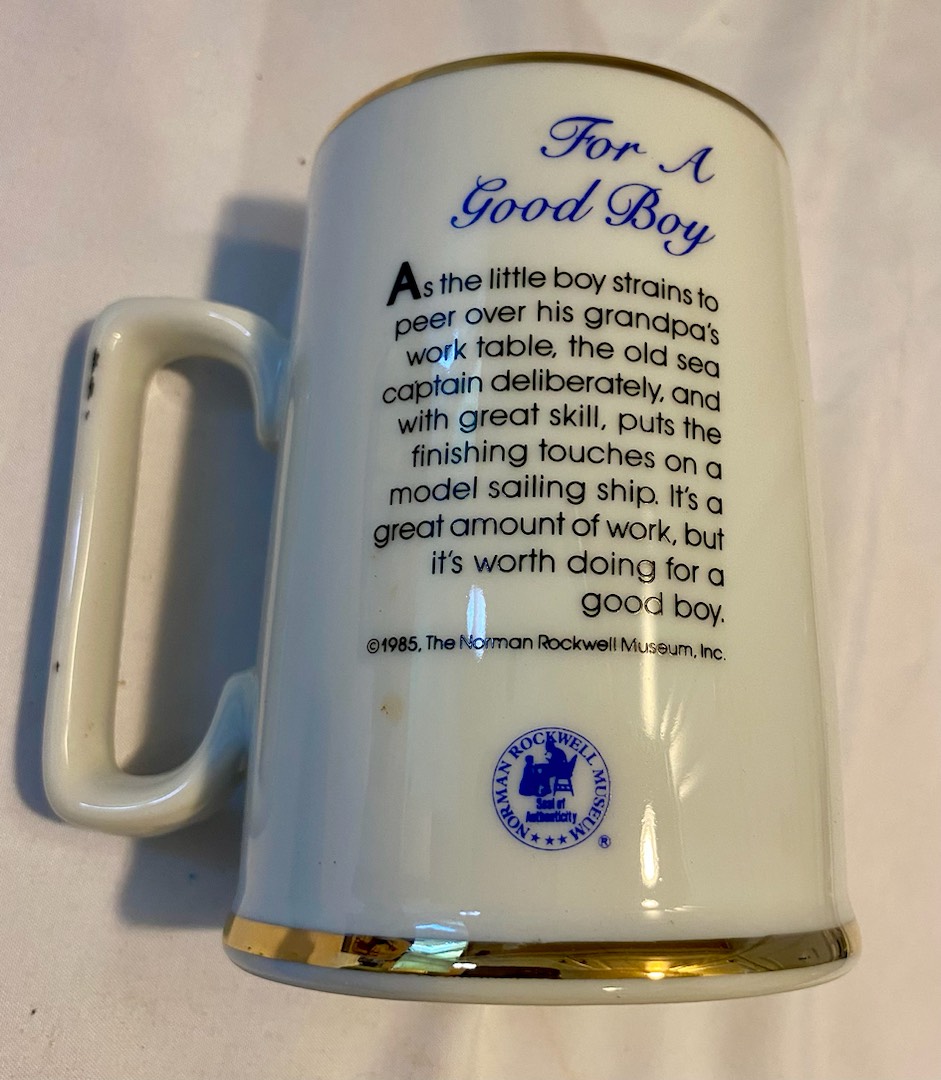 For A
Good Boy
As the little boy strains to
peer over his grandpa's
work table, the old sea
captain deliberately, and
with great skill, puts the
finishing touches on a
model sailing ship. It's a
great amount of work, but
it's worth doing for a
good boy.
©1985, The Norman Rockwell Museum, Inc.
NORMAN ROCKWELL MUSEUM
Seal of
Authenticity
★★★
®